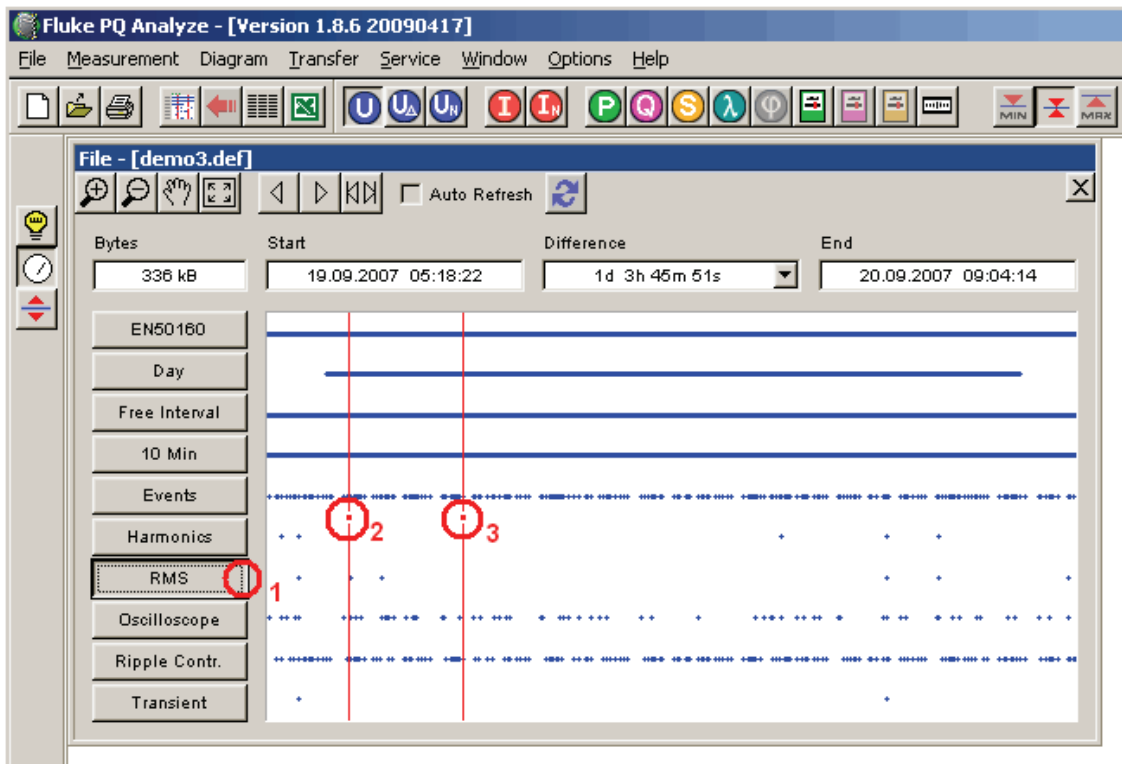 Fluke PQ Analyze - [Version 1.8.6 20090417]
File Measurement Diagram Transfer Service Window Options Help
U UΔ UN I IN P Q S λ φ MIN MAX
File - [demo3.def]
Auto Refresh
Bytes Start Difference End
336 kB 19.09.2007 05:18:22 1d 3h 45m 51s 20.09.2007 09:04:14
EN50160
Day
Free Interval
10 Min
Events
2 3
Harmonics
RMS 1
Oscilloscope
Ripple Contr.
Transient